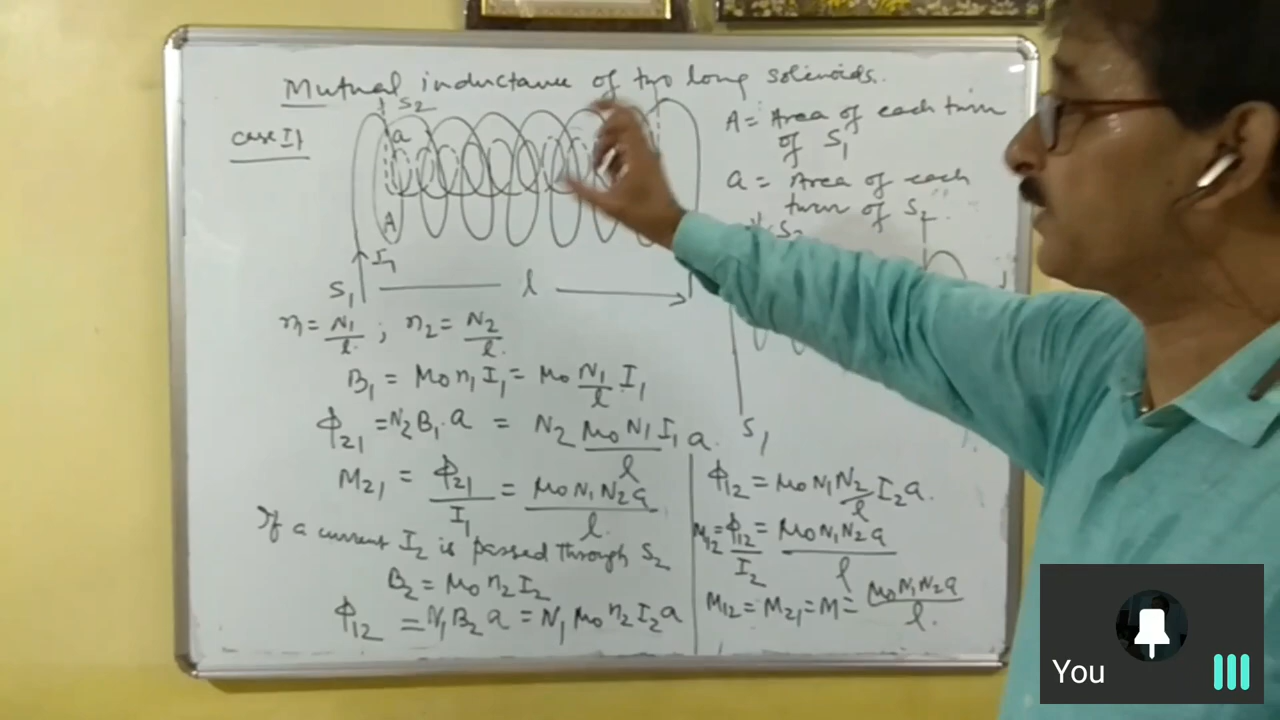 Mutual inductance of two long solenoids.
Case I)
S2
a
A
I1
S1
l
A = Area of each turn
of S1
a = Area of each
turn of S2
S2
n1 = N1/l ; n2 = N2/l.
B1 = μ0 n1 I1 = μ0 N1/l I1
Φ21 = N2 B1 . a = N2 μ0 N1 I1/l a.
M21 = Φ21/I1 = μ0 N1 N2 a/l.
If a current I2 is passed through S2
B2 = μ0 n2 I2
Φ12 = N1 B2 a = N1 μ0 n2 I2 a
S1
Φ12 = μ0 N1 N2/l I2 a.
M12 = Φ12/I2 = μ0 N1 N2 a/l
M12 = M21 = M = μ0 N1 N2 a/l.
You